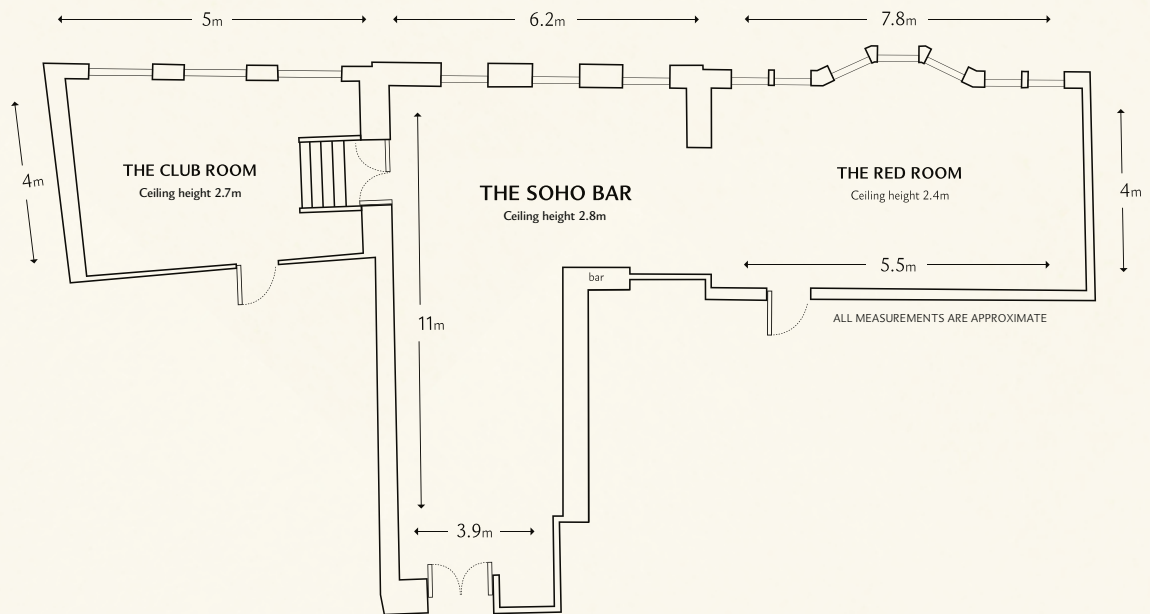 5m
6.2m
7.8m
4m
THE CLUB ROOM
Ceiling height 2.7m
THE SOHO BAR
Ceiling height 2.8m
THE RED ROOM
Ceiling height 2.4m
4m
bar
5.5m
ALL MEASUREMENTS ARE APPROXIMATE
11m
3.9m